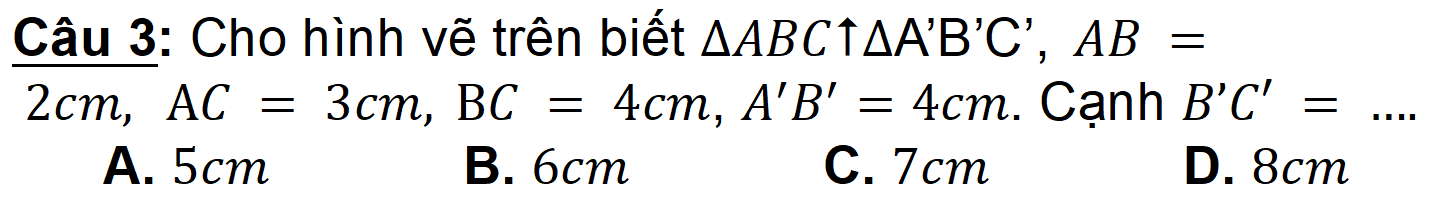 Câu 3: Cho hình vẽ trên biết ΔABC↑ΔA’B’C’, AB =
2cm, AC = 3cm, BC = 4cm, A′B′ = 4cm. Cạnh B’C′ = ....
A. 5cm B. 6cm C. 7cm D. 8cm